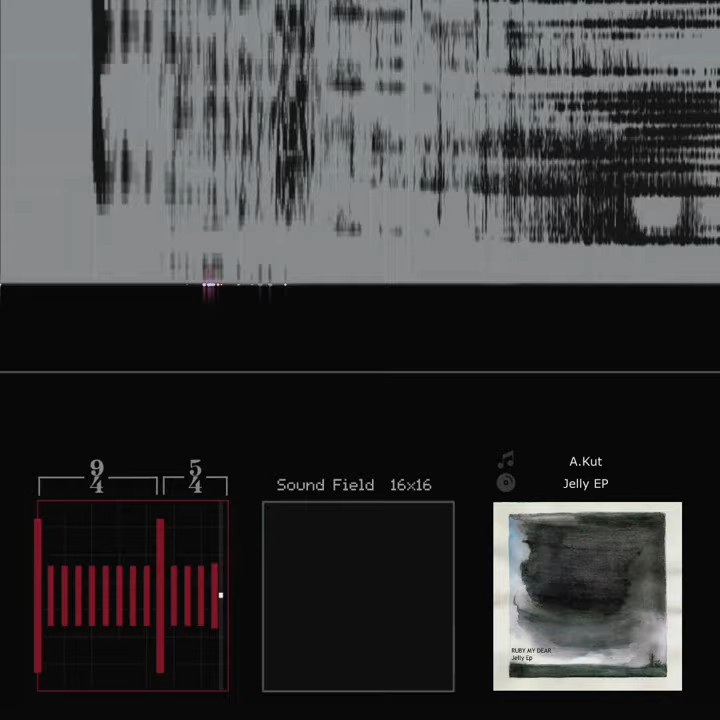 9 5
4 4
Sound Field 16x16
A.Kut
Jelly EP
RUBY MY DEAR
Jelly Ep